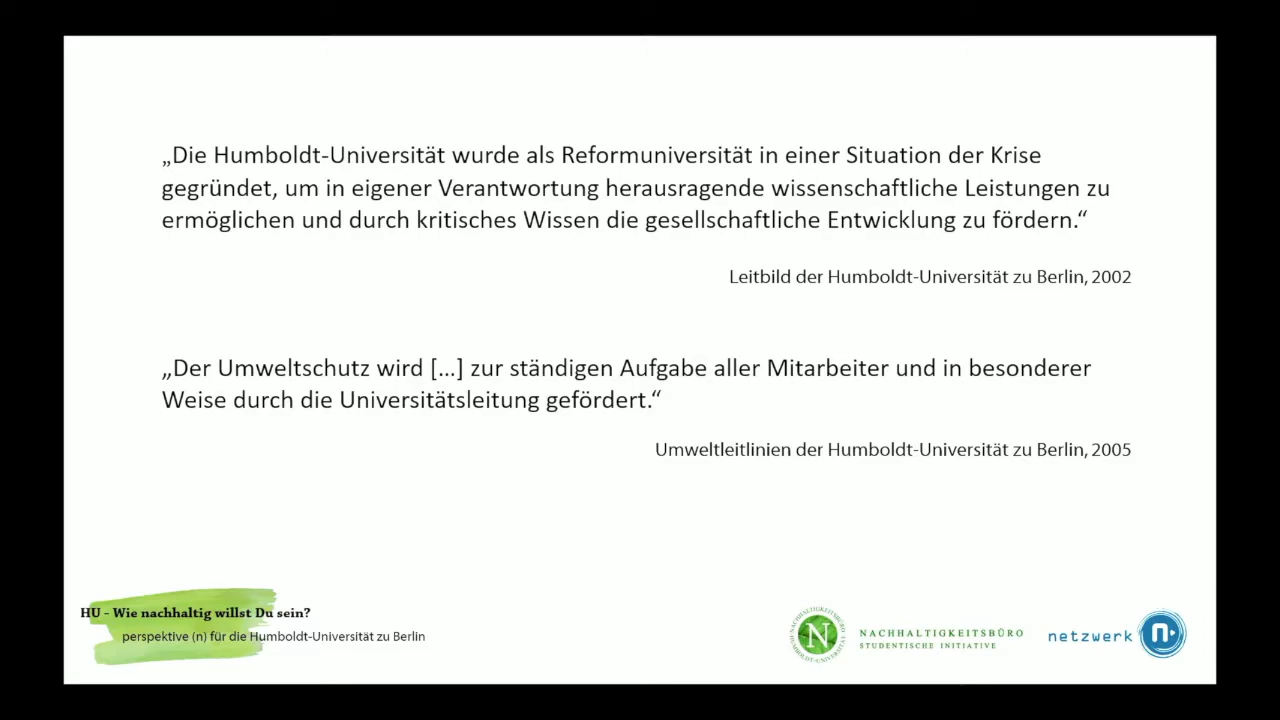 „Die Humboldt-Universität wurde als Reformuniversität in einer Situation der Krise
gegründet, um in eigener Verantwortung herausragende wissenschaftliche Leistungen zu
ermöglichen und durch kritisches Wissen die gesellschaftliche Entwicklung zu fördern.“
Leitbild der Humboldt-Universität zu Berlin, 2002
„Der Umweltschutz wird [...] zur ständigen Aufgabe aller Mitarbeiter und in besonderer
Weise durch die Universitätsleitung gefördert.“
Umweltleitlinien der Humboldt-Universität zu Berlin, 2005
HU - Wie nachhaltig willst Du sein?
perspektive (n) für die Humboldt-Universität zu Berlin
NACHHALTIGKEITSBÜRO
HUMBOLDT-UNIVERSITÄT
N
NACHHALTIGKEITSBÜRO
STUDENTISCHE INITIATIVE
netzwerk n